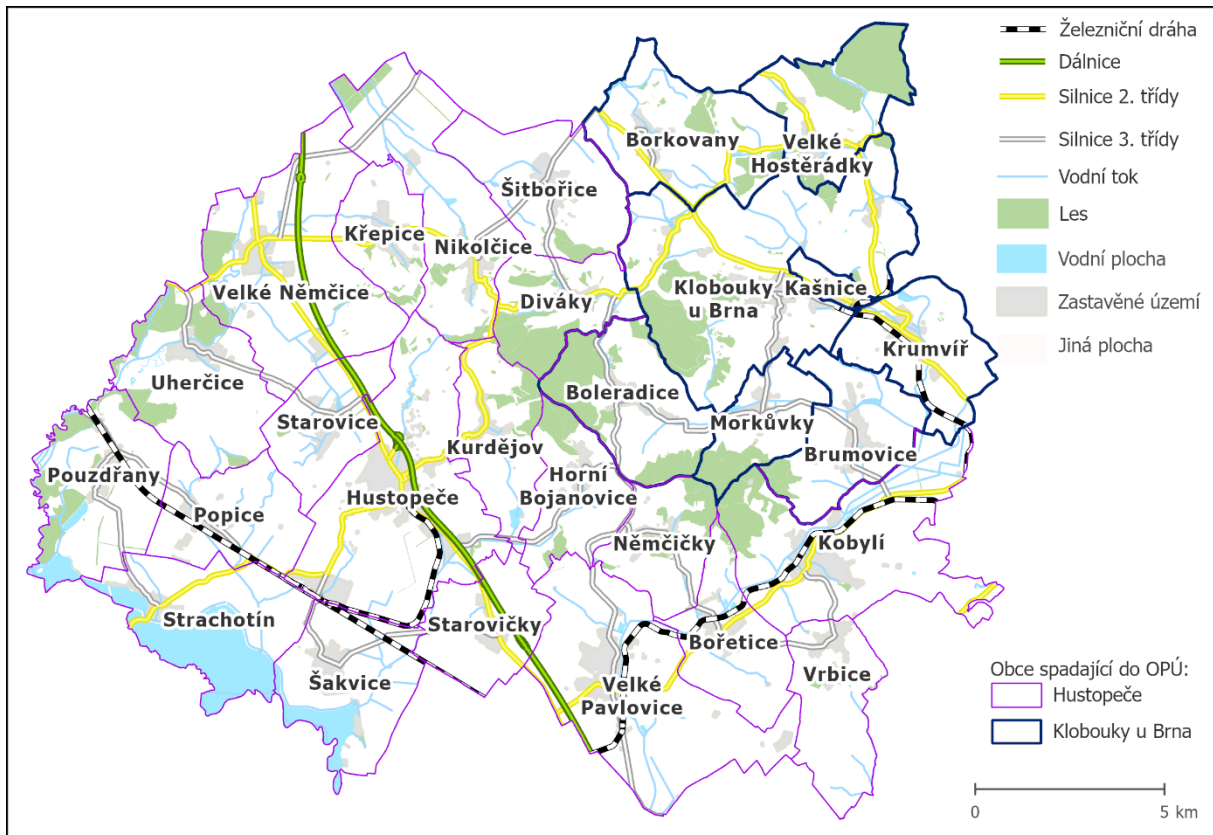 Železniční dráha
Dálnice
Silnice 2. třídy
Silnice 3. třídy
Vodní tok
Les
Vodní plocha
Zastavěné území
Jiná plocha
Borkovany
Velké
Hostěrádky
Šitbořice
Křepice
Nikolčice
Velké Němčice
Diváky
Klobouky
u Brna
Kašnice
Krumvíř
Uherčice
Boleradice
Starovice
Morkůvky
Kurdějov
Brumovice
Pouzdřany
Hustopeče
Horní
Bojanovice
Popice
Němčičky
Kobylí
Strachotín
Starovičky
Bořetice
Šakvice
Velké
Pavlovice
Vrbice
Obce spadající do OPÚ:
Hustopeče
Klobouky u Brna
0
5 km